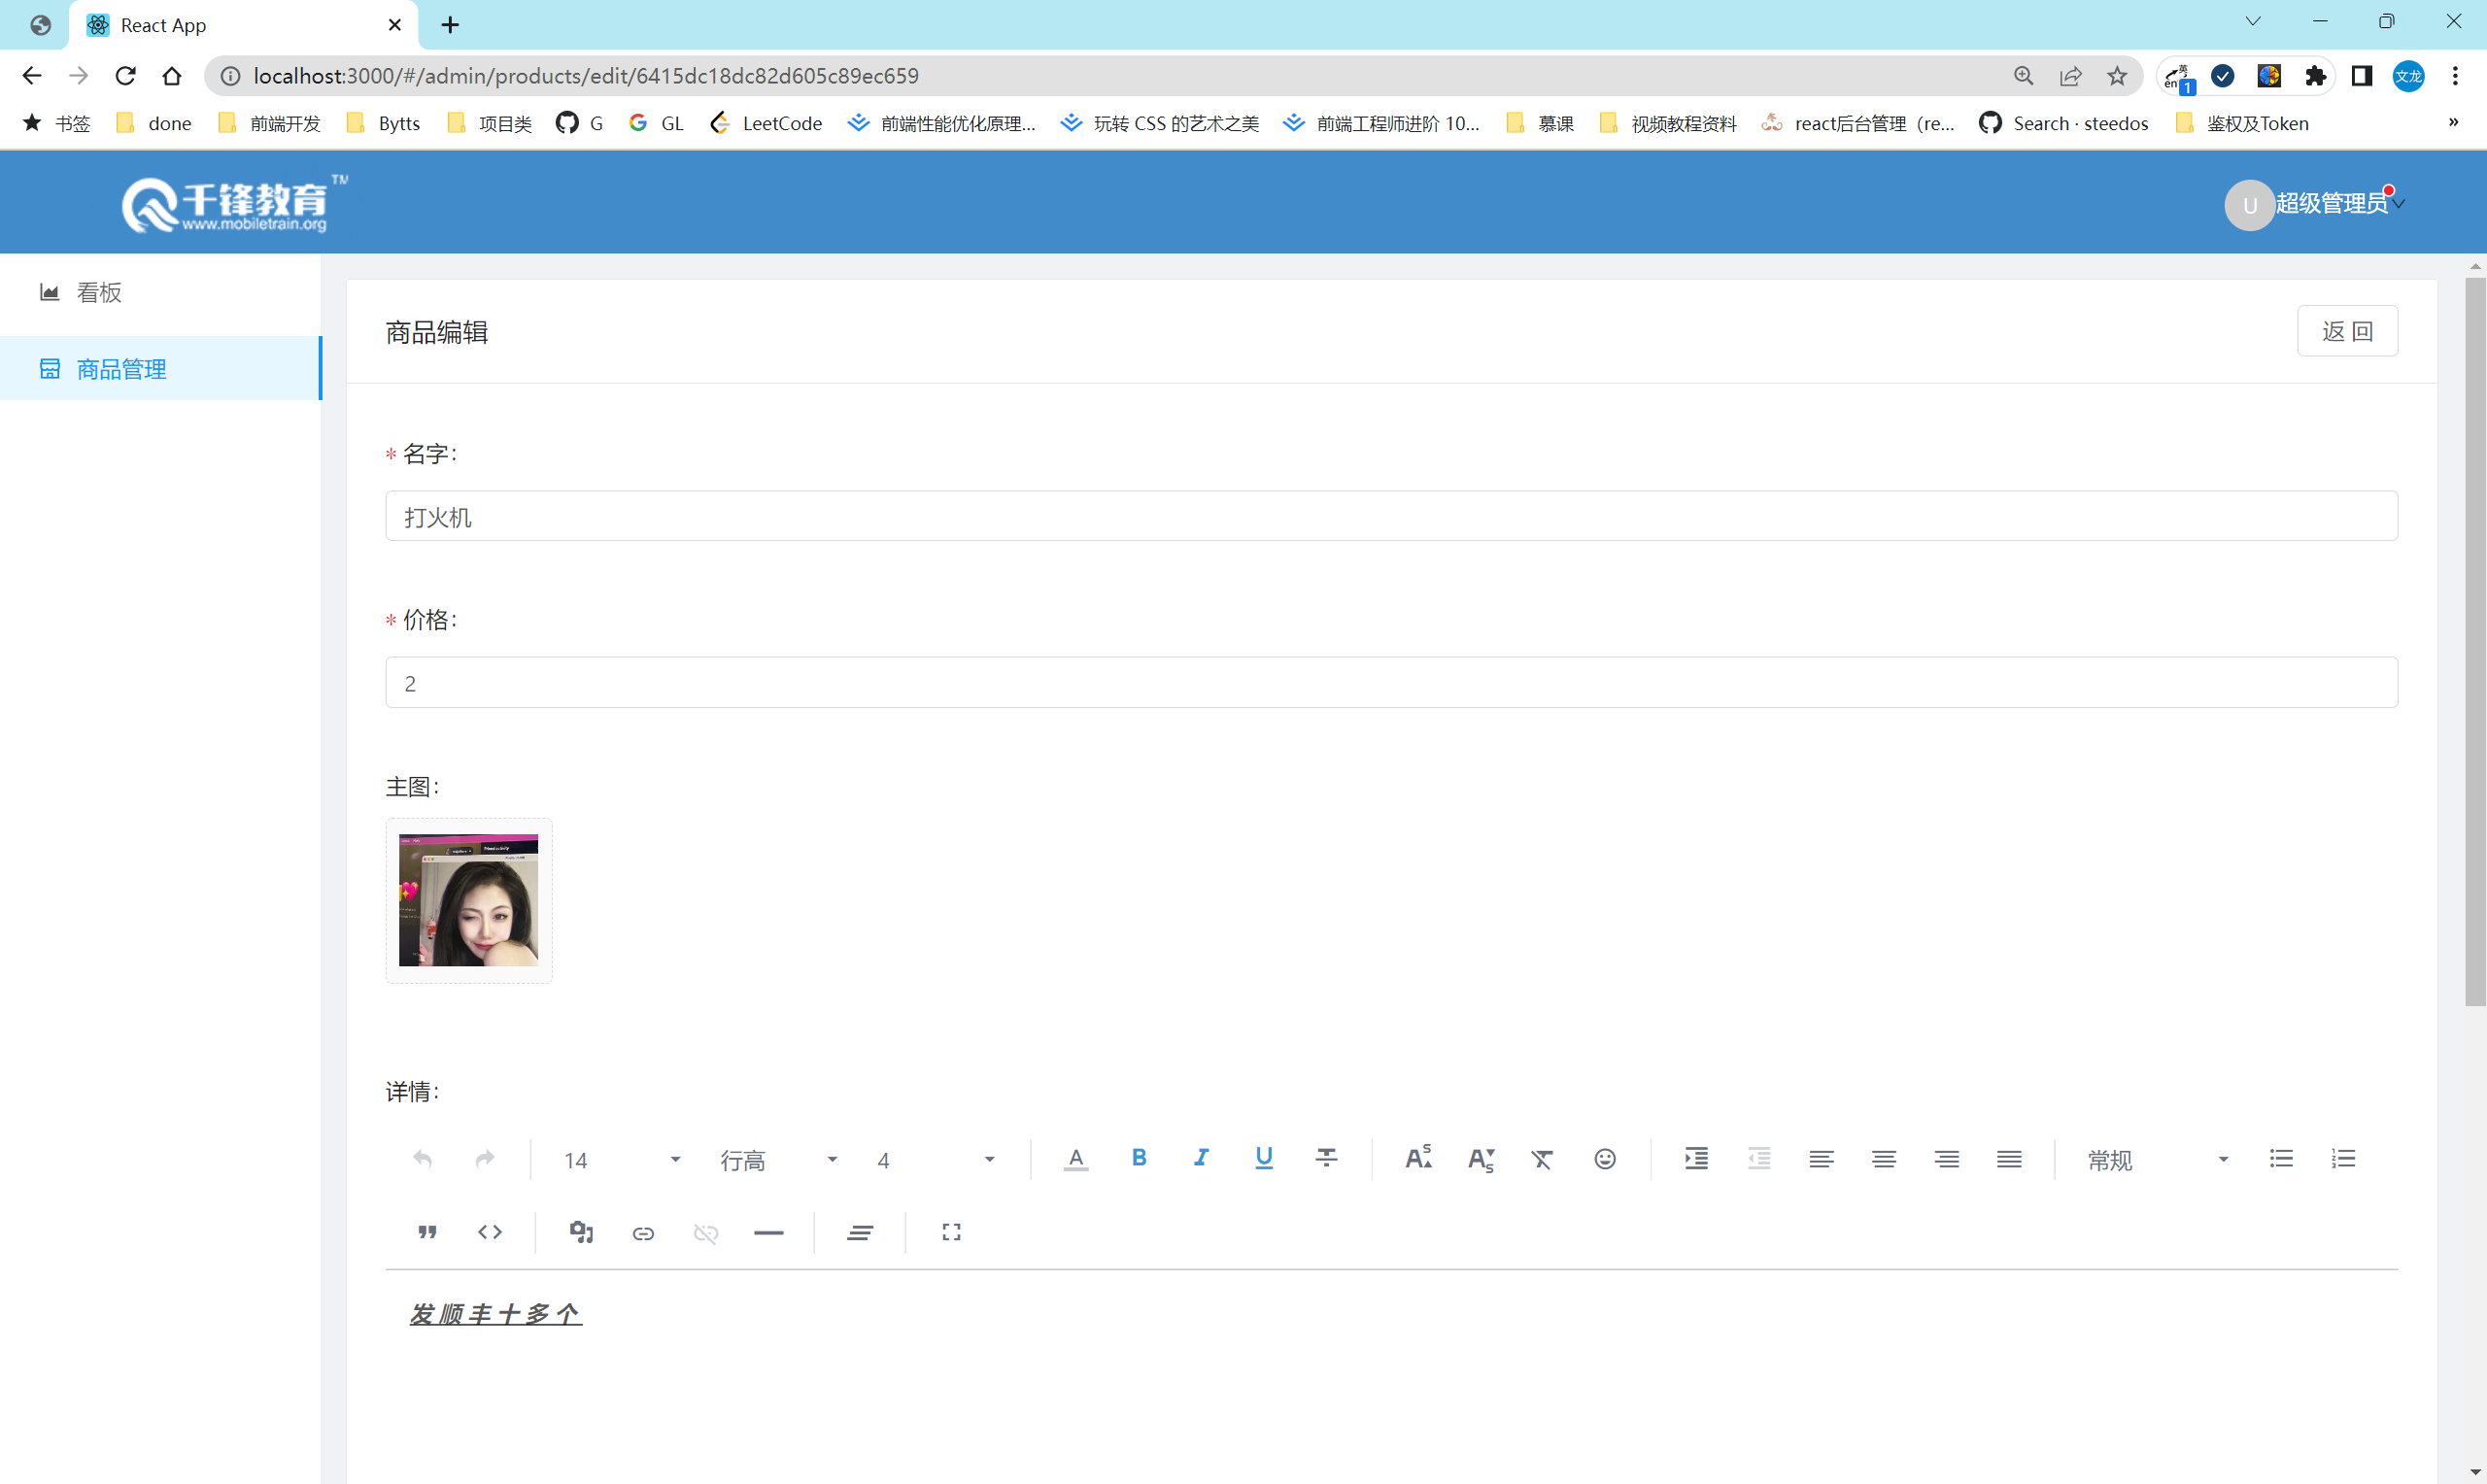 React App
localhost:3000/#/admin/products/edit/6415dc18dc82d605c89ec659
英
en
1
文龙
书签 done 前端开发 Bytts 项目类 G GL LeetCode 前端性能优化原理... 玩转 CSS 的艺术之美 前端工程师进阶 10... 慕课 视频教程资料 react后台管理（re... Search · steedos 鉴权及Token »
千锋教育 TM
www.mobiletrain.org
U 超级管理员
看板
商品管理
商品编辑
返 回
* 名字:
打火机
* 价格:
2
主图:
详情:
14 行高 4 A B I U 常规
发顺丰十多个